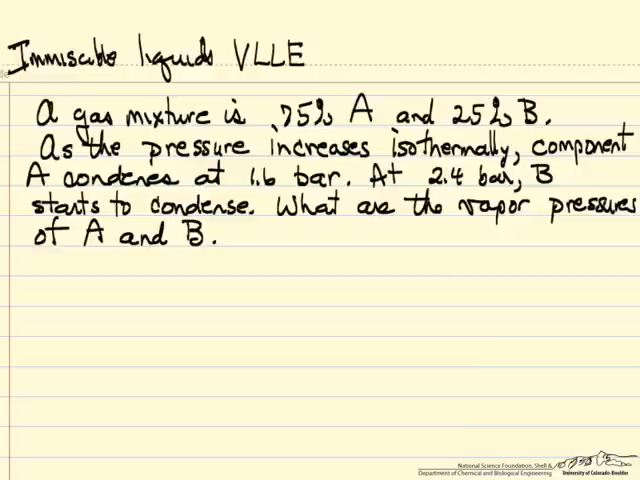 Immiscible liquids VLLE
A gas mixture is 75% A and 25% B.
As the pressure increases isothermally, component
A condenses at 1.6 bar. At 2.4 bar, B
starts to condense. What are the vapor pressures
of A and B.
National Science Foundation, Shell &
Department of Chemical and Biological Engineering
University of Colorado-Boulder